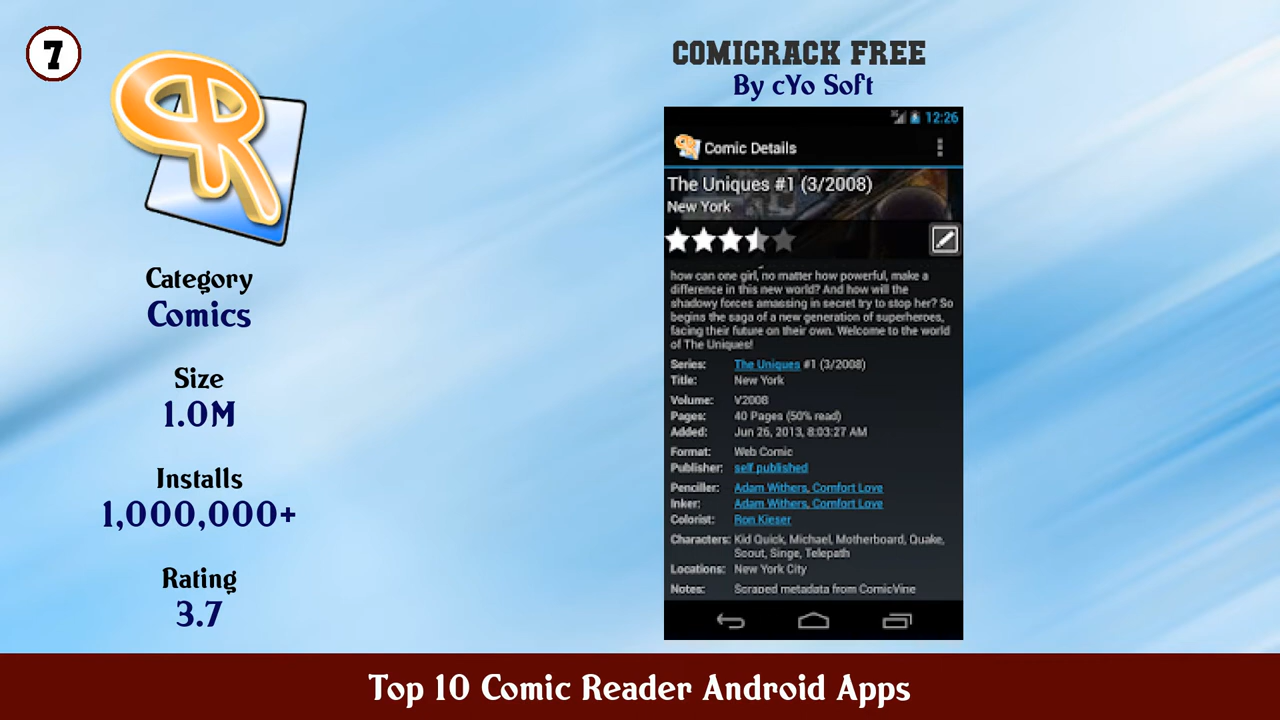 7
COMICRACK FREE
By cYo Soft
Category
Comics
Size
1.0M
Installs
1,000,000+
Rating
3.7
12:26
Comic Details
The Uniques #1 (3/2008)
New York
how can one girl, no matter how powerful, make a
difference in this new world? And how will the
shadowy forces amassing in secret try to stop her? So
begins the saga of a new generation of superheroes,
facing their future on their own. Welcome to the world
of The Uniques!
Series: The Uniques #1 (3/2008)
Title: New York
Volume: V2008
Pages: 40 Pages (50% read)
Added: Jun 26, 2013, 8:03:27 AM
Format: Web Comic
Publisher: self published
Penciller: Adam Withers, Comfort Love
Inker: Adam Withers, Comfort Love
Colorist: Ron Kieser
Characters: Kid Quick, Michael, Motherboard, Quake,
Scout, Singe, Telepath
Locations: New York City
Notes: Scraped metadata from ComicVine
Top 10 Comic Reader Android Apps